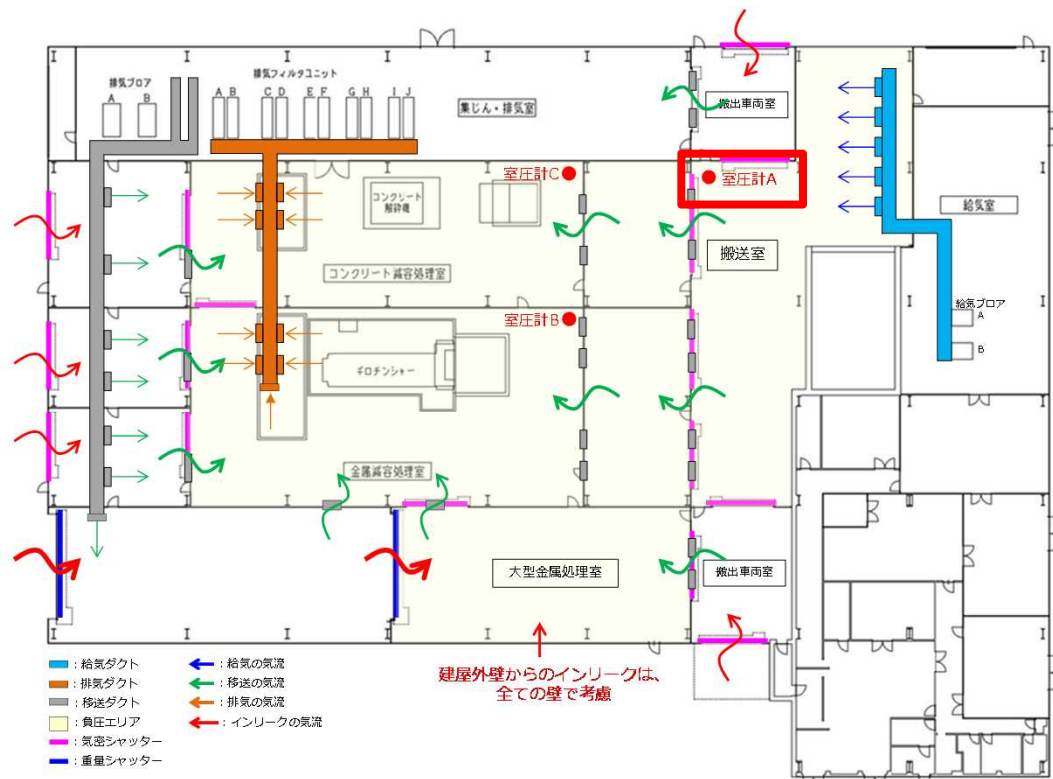 排気ブロア
A B
排気フィルタユニット
A B C D E F G H I J
集じん・排気室
搬出車両室
コンクリート
解砕機
室圧計C
室圧計A
給気室
搬送室
コンクリート減容処理室
室圧計B
給気ブロア
A
B
ギロチンシャー
金属減容処理室
大型金属処理室
搬出車両室
建屋外壁からのインリークは、
全ての壁で考慮
：給気ダクト
：排気ダクト
：移送ダクト
：負圧エリア
：気密シャッター
：重量シャッター
：給気の気流
：移送の気流
：排気の気流
：インリークの気流